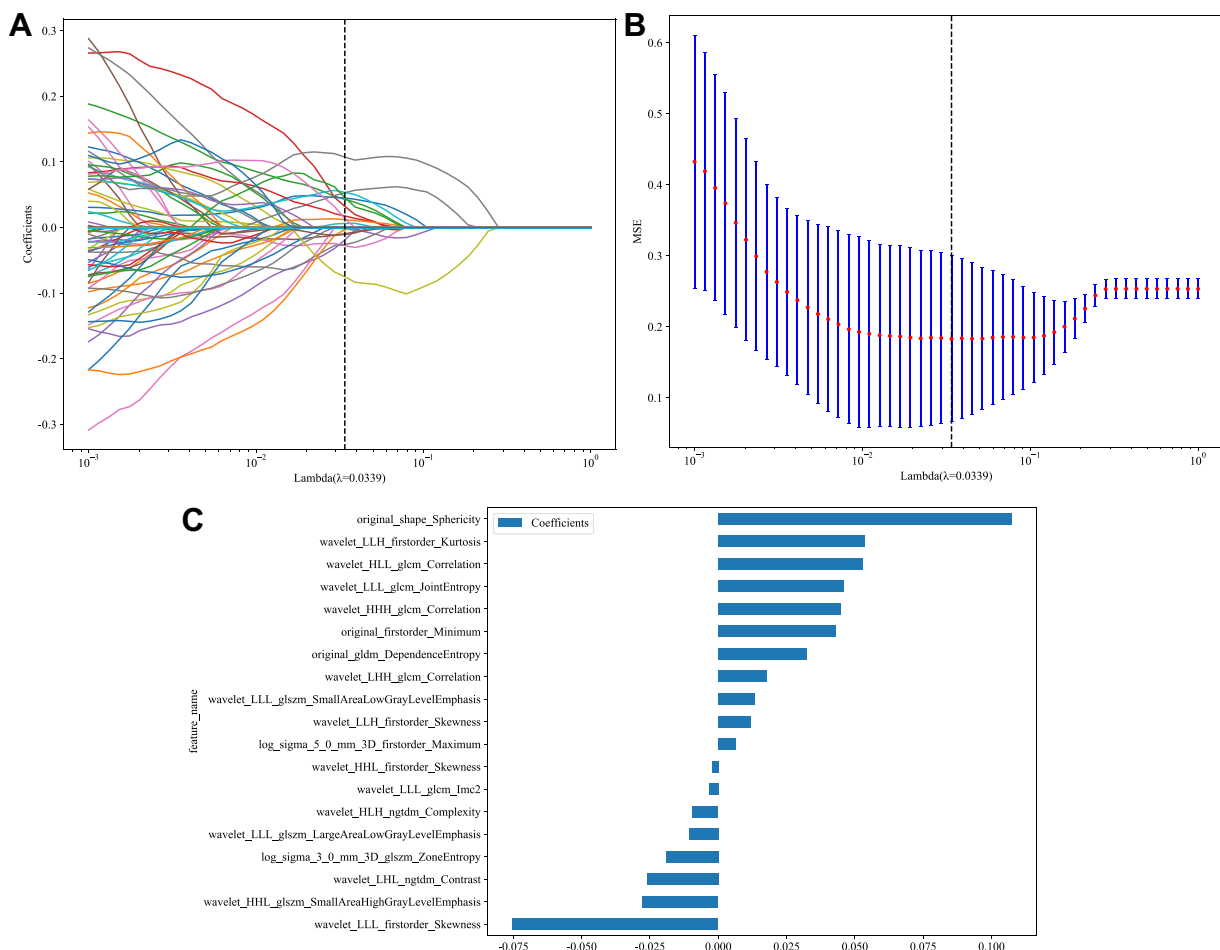 A
Coefficients
0.3
0.2
0.1
0.0
-0.1
-0.2
-0.3
10⁻³
10⁻²
10⁻¹
10⁰
Lambda(λ=0.0339)
B
MSE
0.6
0.5
0.4
0.3
0.2
0.1
10⁻³
10⁻²
10⁻¹
10⁰
Lambda(λ=0.0339)
C
Coefficients
feature_name
original_shape_Sphericity
wavelet_LLH_firstorder_Kurtosis
wavelet_HLL_glcm_Correlation
wavelet_LLL_glcm_JointEntropy
wavelet_HHH_glcm_Correlation
original_firstorder_Minimum
original_gldm_DependenceEntropy
wavelet_LHH_glcm_Correlation
wavelet_LLL_glszm_SmallAreaLowGrayLevelEmphasis
wavelet_LLH_firstorder_Skewness
log_sigma_5_0_mm_3D_firstorder_Maximum
wavelet_HHL_firstorder_Skewness
wavelet_LLL_glcm_Imc2
wavelet_HLH_ngtdm_Complexity
wavelet_LLL_glszm_LargeAreaLowGrayLevelEmphasis
log_sigma_3_0_mm_3D_glszm_ZoneEntropy
wavelet_LHL_ngtdm_Contrast
wavelet_HHL_glszm_SmallAreaHighGrayLevelEmphasis
wavelet_LLL_firstorder_Skewness
-0.075 -0.050 -0.025 0.000 0.025 0.050 0.075 0.100